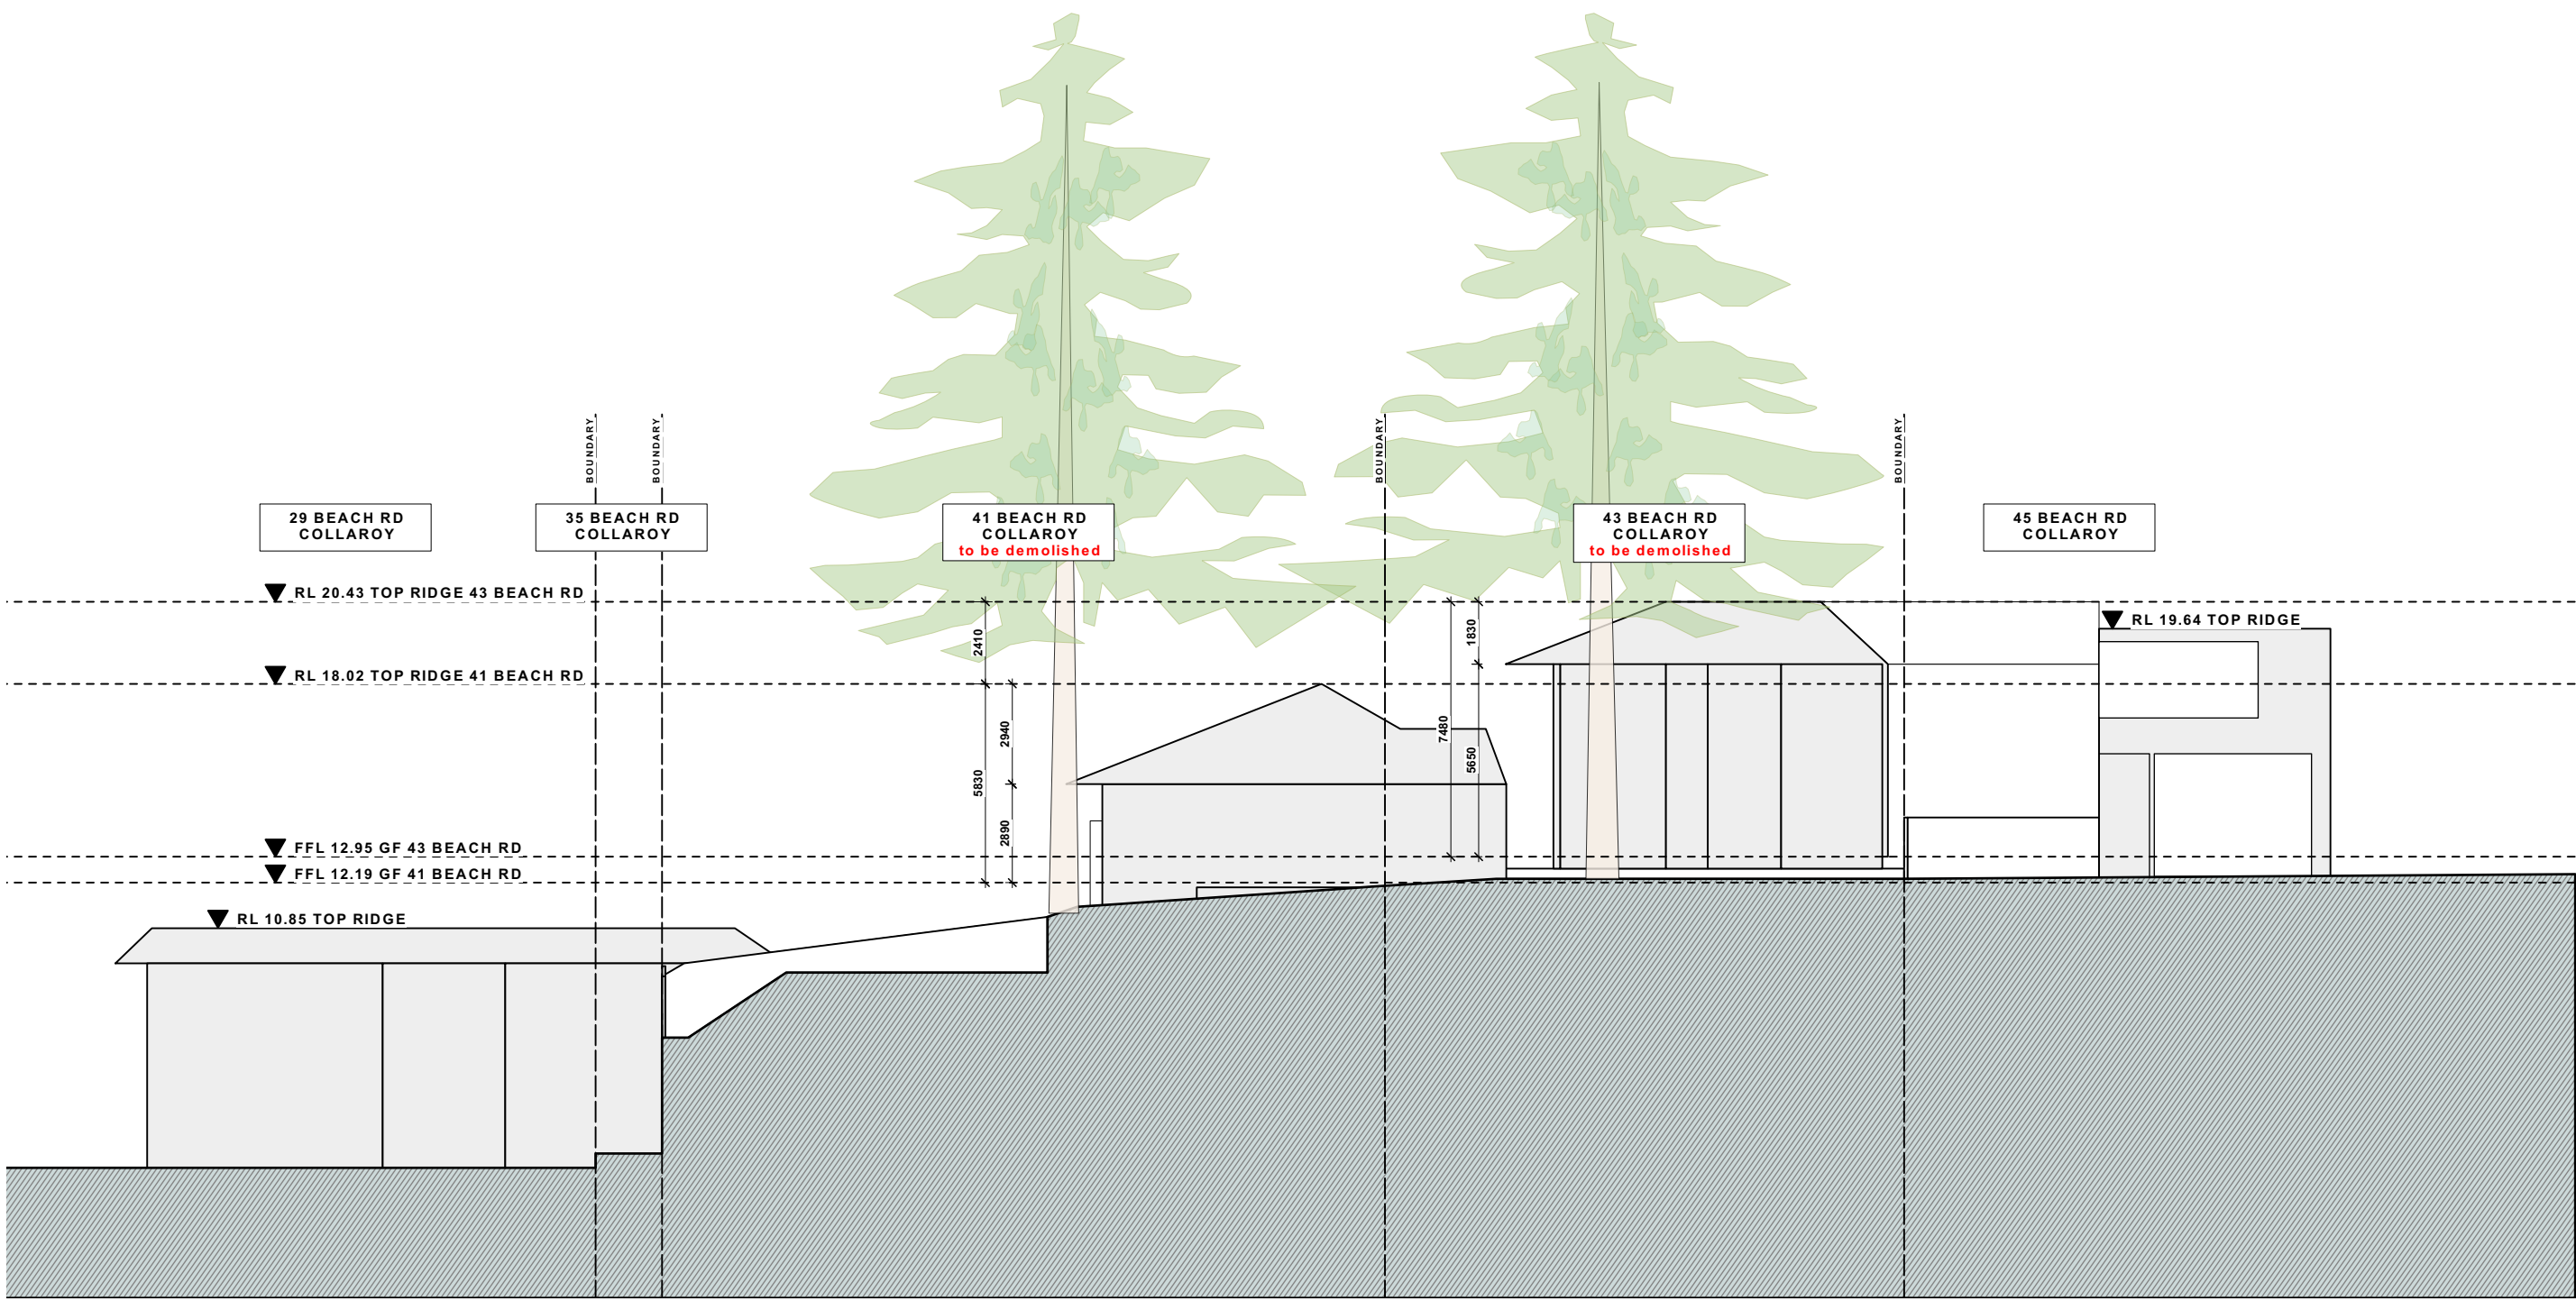 BOUNDARY
BOUNDARY
BOUNDARY
BOUNDARY
29 BEACH RD
COLLAROY
35 BEACH RD
COLLAROY
41 BEACH RD
COLLAROY
to be demolished
43 BEACH RD
COLLAROY
to be demolished
45 BEACH RD
COLLAROY
RL 20.43 TOP RIDGE 43 BEACH RD
RL 19.64 TOP RIDGE
2410
1830
RL 18.02 TOP RIDGE 41 BEACH RD
2940
7480
5650
5830
2890
FFL 12.95 GF 43 BEACH RD
FFL 12.19 GF 41 BEACH RD
RL 10.85 TOP RIDGE